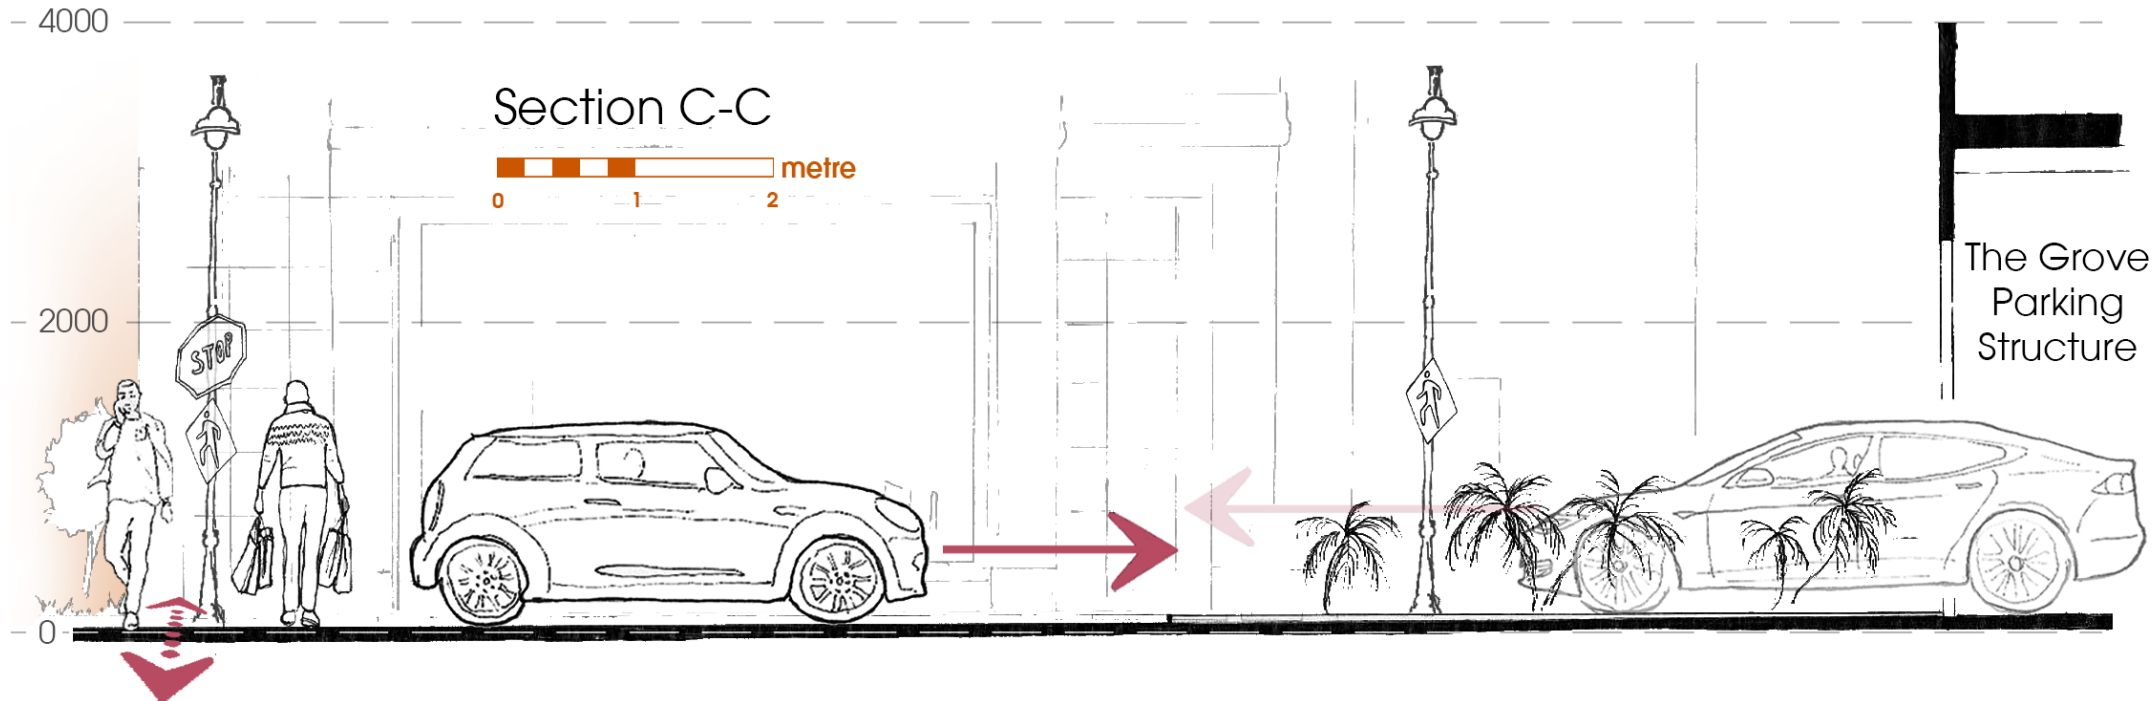 4000
Section C-C
metre
0 1 2
2000
STOP
The Grove
Parking
Structure
0